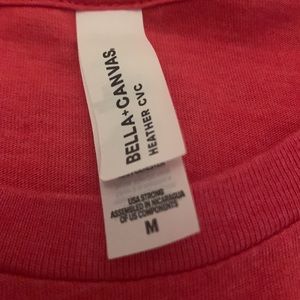 BELLA+CANVAS®
HEATHER CVC
USA STRONG
ASSEMBLED IN NICARAGUA
OF US COMPONENTS
M